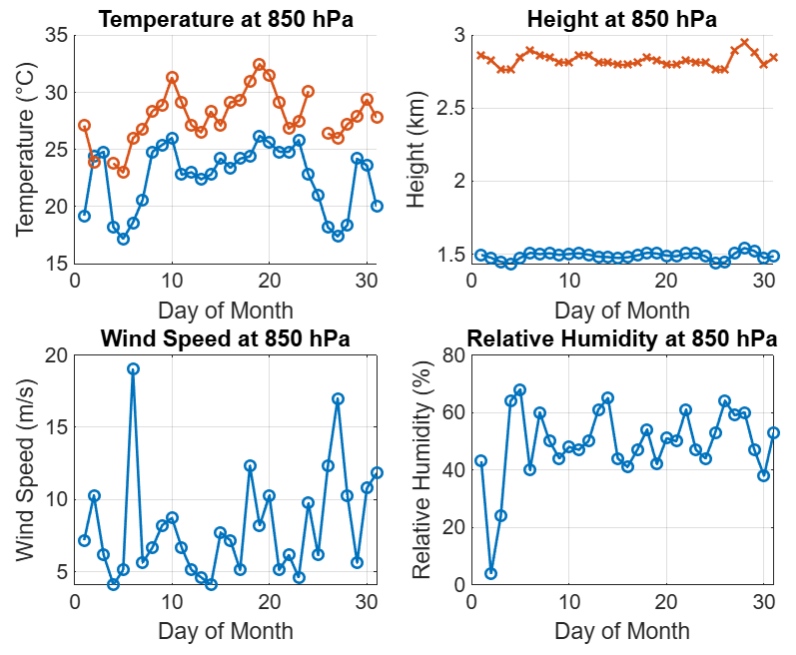 Temperature at 850 hPa
Temperature (°C)
35
30
25
20
15
0
10
20
30
Day of Month
Height at 850 hPa
Height (km)
3
2.5
2
1.5
0
10
20
30
Day of Month
Wind Speed at 850 hPa
Wind Speed (m/s)
20
15
10
5
0
10
20
30
Day of Month
Relative Humidity at 850 hPa
Relative Humidity (%)
80
60
40
20
0
0
10
20
30
Day of Month